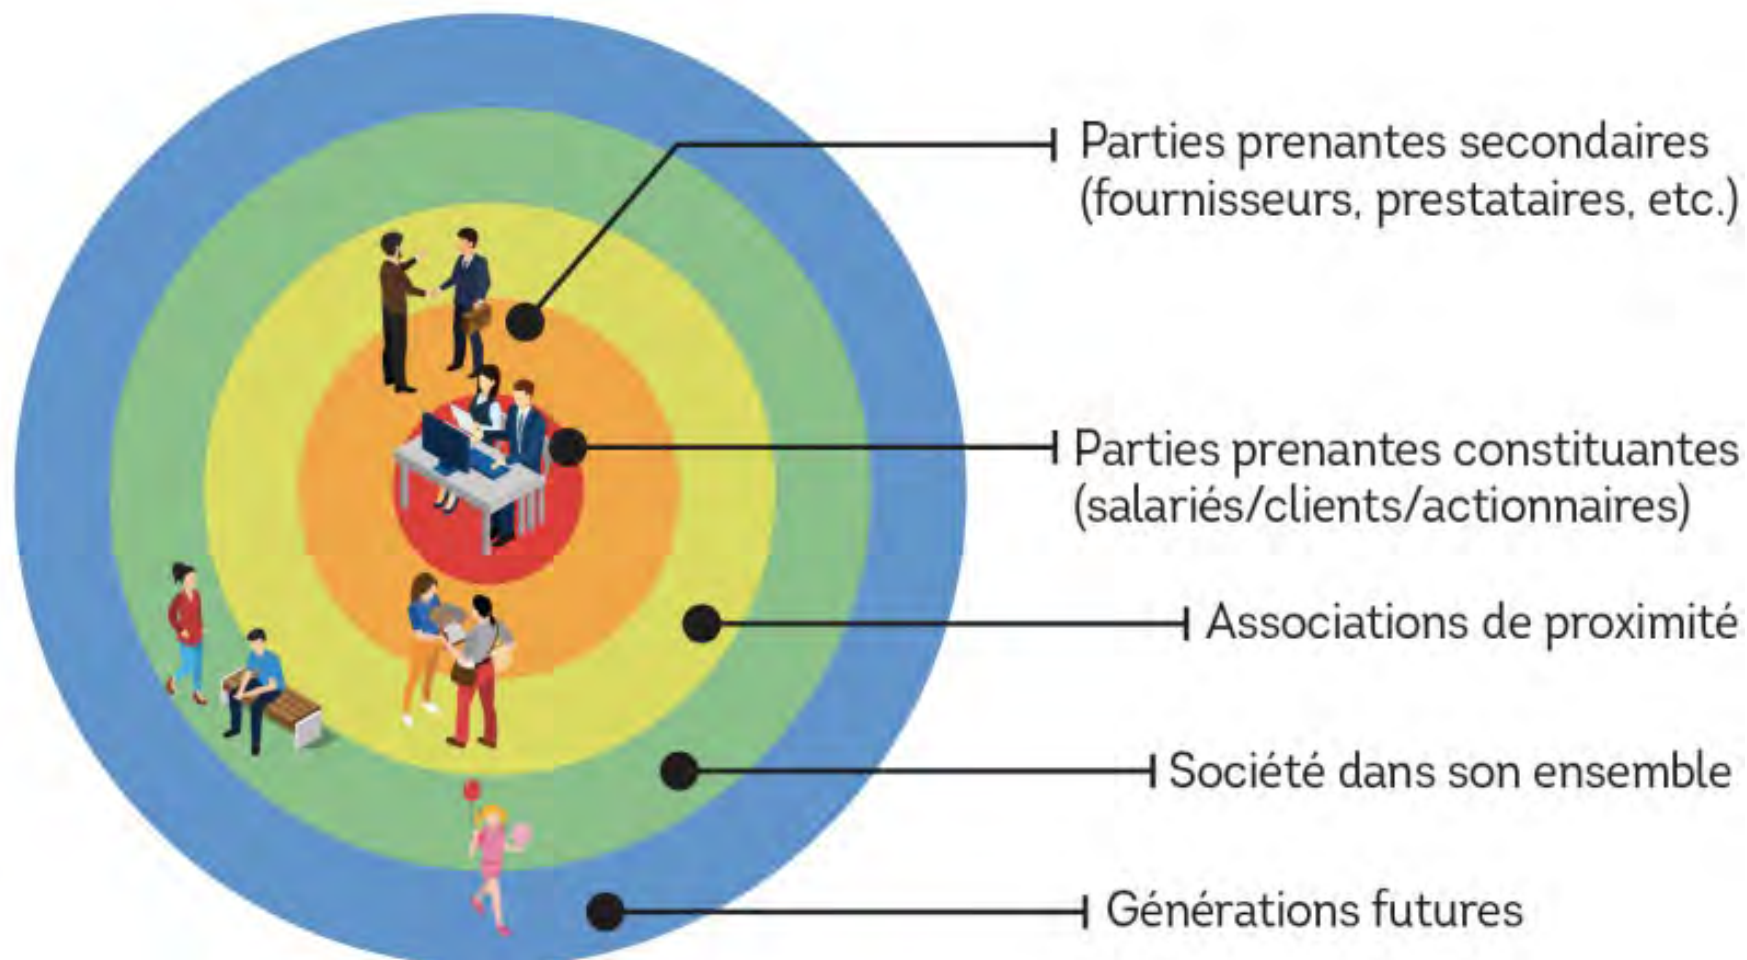 Parties prenantes secondaires
(fournisseurs, prestataires, etc.)
Parties prenantes constituantes
(salariés/clients/actionnaires)
Associations de proximité
Société dans son ensemble
Générations futures